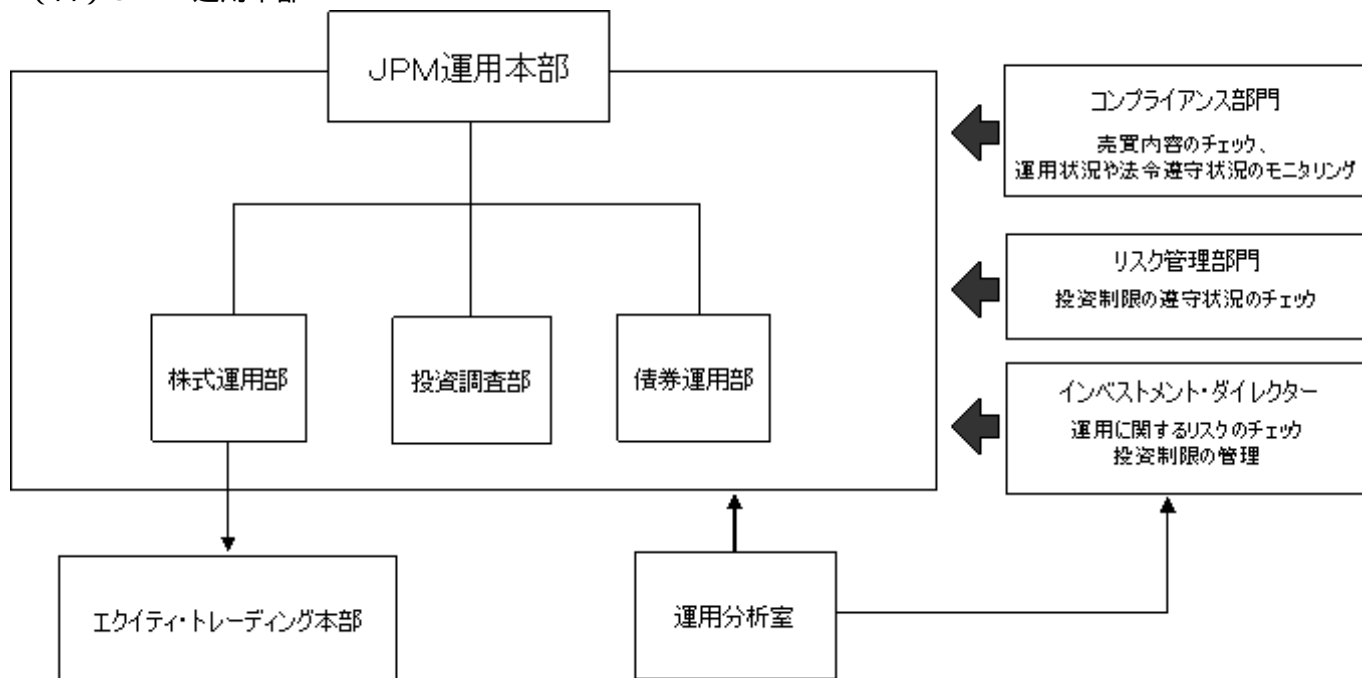 JPM運用本部
コンプライアンス部門
売買内容のチェック、
運用状況や法令遵守状況のモニタリング
リスク管理部門
投資制限の遵守状況のチェック
株式運用部
投資調査部
債券運用部
インベストメント・ダイレクター
運用に関するリスクのチェック
投資制限の管理
エクイティ・トレーディング本部
運用分析室